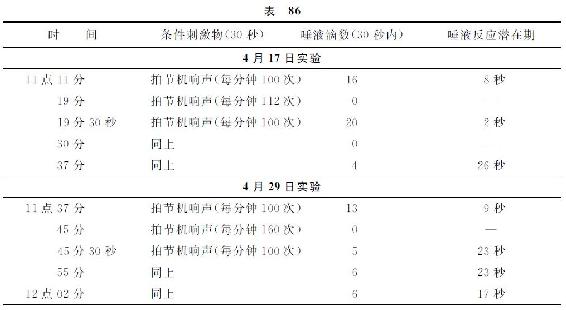 表 86
时 间 条件刺激物(30秒) 唾液滴数(30秒内) 唾液反应潜在期
4月17日实验
11点11分 拍节机响声(每分钟100次) 16 8秒
19分 拍节机响声(每分钟112次) 0 —
19分30秒 拍节机响声(每分钟100次) 20 2秒
30分 同上 0 —
37分 同上 4 26秒
4月29日实验
11点37分 拍节机响声(每分钟100次) 13 9秒
45分 拍节机响声(每分钟160次) 0 —
45分30秒 拍节机响声(每分钟100次) 5 23秒
55分 同上 6 23秒
12点02分 同上 6 17秒